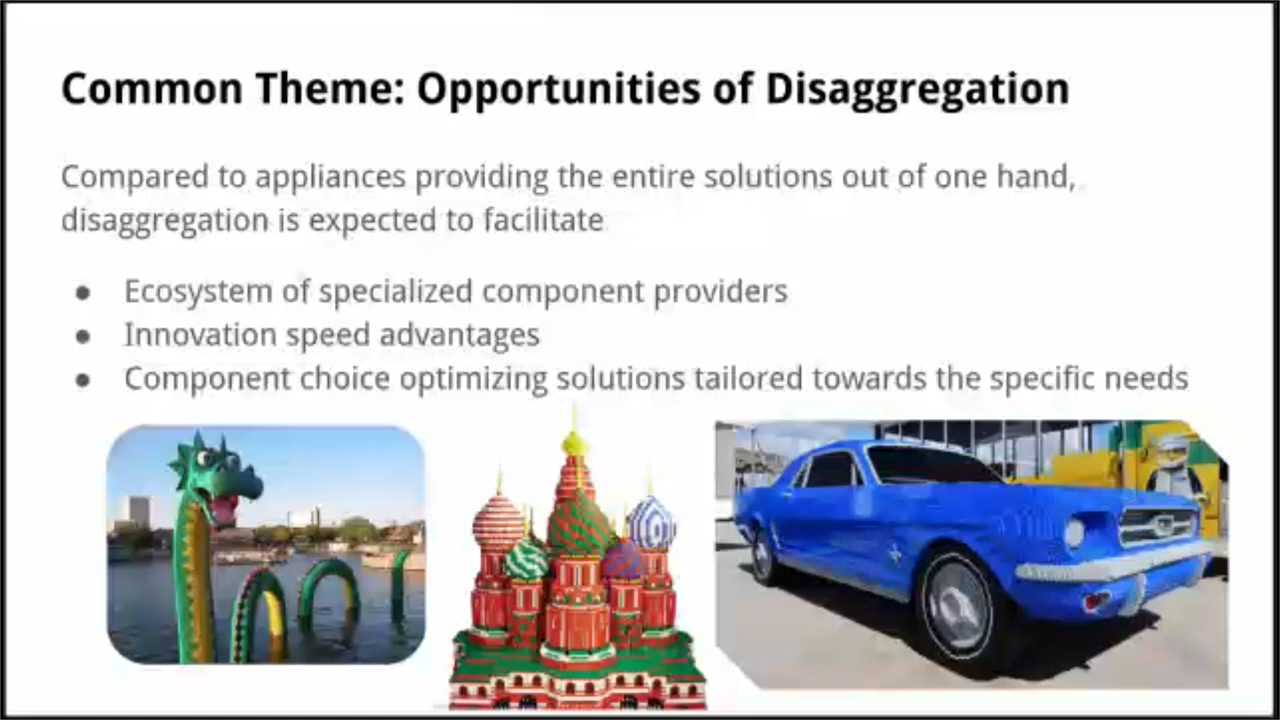 Common Theme: Opportunities of Disaggregation
Compared to appliances providing the entire solutions out of one hand,
disaggregation is expected to facilitate
● Ecosystem of specialized component providers
● Innovation speed advantages
● Component choice optimizing solutions tailored towards the specific needs